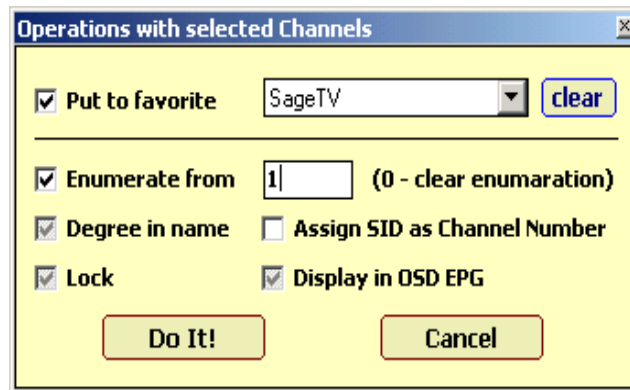 Operations with selected Channels
Put to favorite SageTV clear
Enumerate from 1 (0 - clear enumaration)
Degree in name Assign SID as Channel Number
Lock Display in OSD EPG
Do It! Cancel